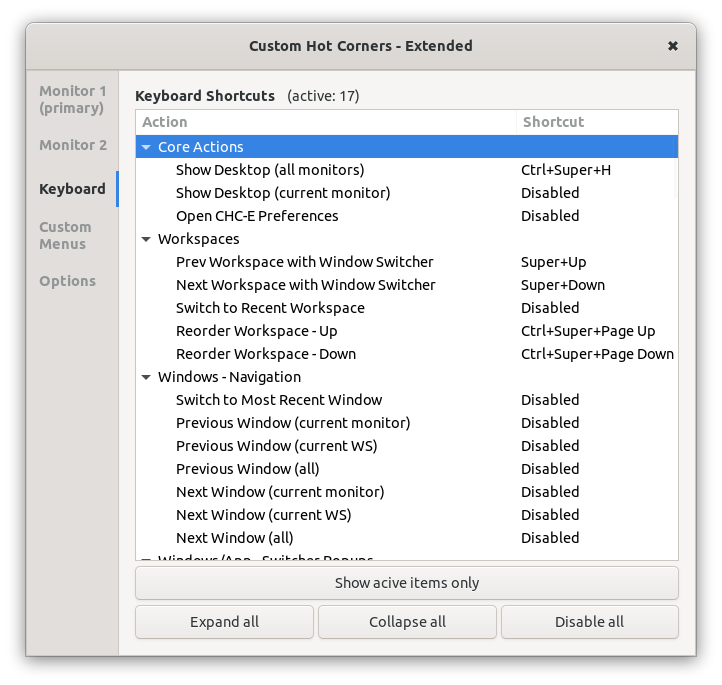 Custom Hot Corners - Extended
Monitor 1
(primary)
Monitor 2
Keyboard
Custom
Menus
Options
Keyboard Shortcuts (active: 17)
Action Shortcut
Core Actions
Show Desktop (all monitors) Ctrl+Super+H
Show Desktop (current monitor) Disabled
Open CHC-E Preferences Disabled
Workspaces
Prev Workspace with Window Switcher Super+Up
Next Workspace with Window Switcher Super+Down
Switch to Recent Workspace Disabled
Reorder Workspace - Up Ctrl+Super+Page Up
Reorder Workspace - Down Ctrl+Super+Page Down
Windows - Navigation
Switch to Most Recent Window Disabled
Previous Window (current monitor) Disabled
Previous Window (current WS) Disabled
Previous Window (all) Disabled
Next Window (current monitor) Disabled
Next Window (current WS) Disabled
Next Window (all) Disabled
Windows/App - Switcher Popups
Show acive items only
Expand all Collapse all Disable all